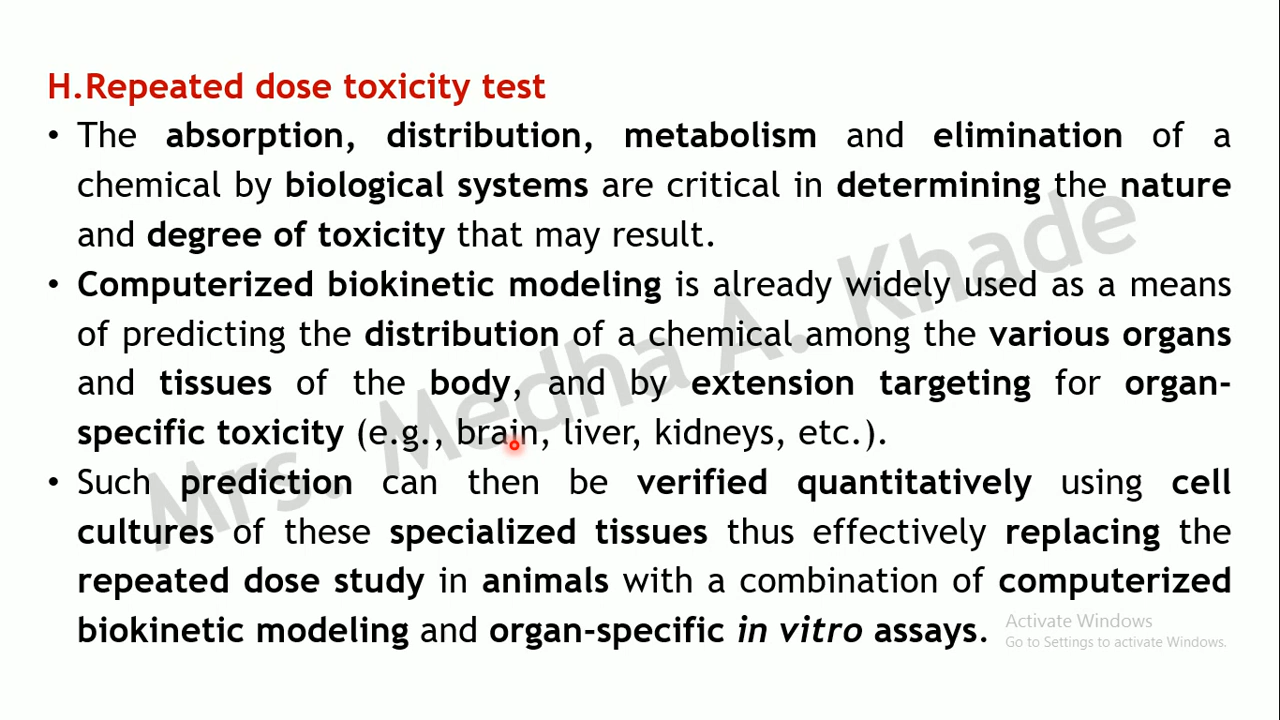 H.Repeated dose toxicity test
• The absorption, distribution, metabolism and elimination of a
chemical by biological systems are critical in determining the nature
and degree of toxicity that may result.
• Computerized biokinetic modeling is already widely used as a means
of predicting the distribution of a chemical among the various organs
and tissues of the body, and by extension targeting for organ-
specific toxicity (e.g., brain, liver, kidneys, etc.).
• Such prediction can then be verified quantitatively using cell
cultures of these specialized tissues thus effectively replacing the
repeated dose study in animals with a combination of computerized
biokinetic modeling and organ-specific in vitro assays.
Mrs. Medha A. Khade
Activate Windows
Go to Settings to activate Windows.